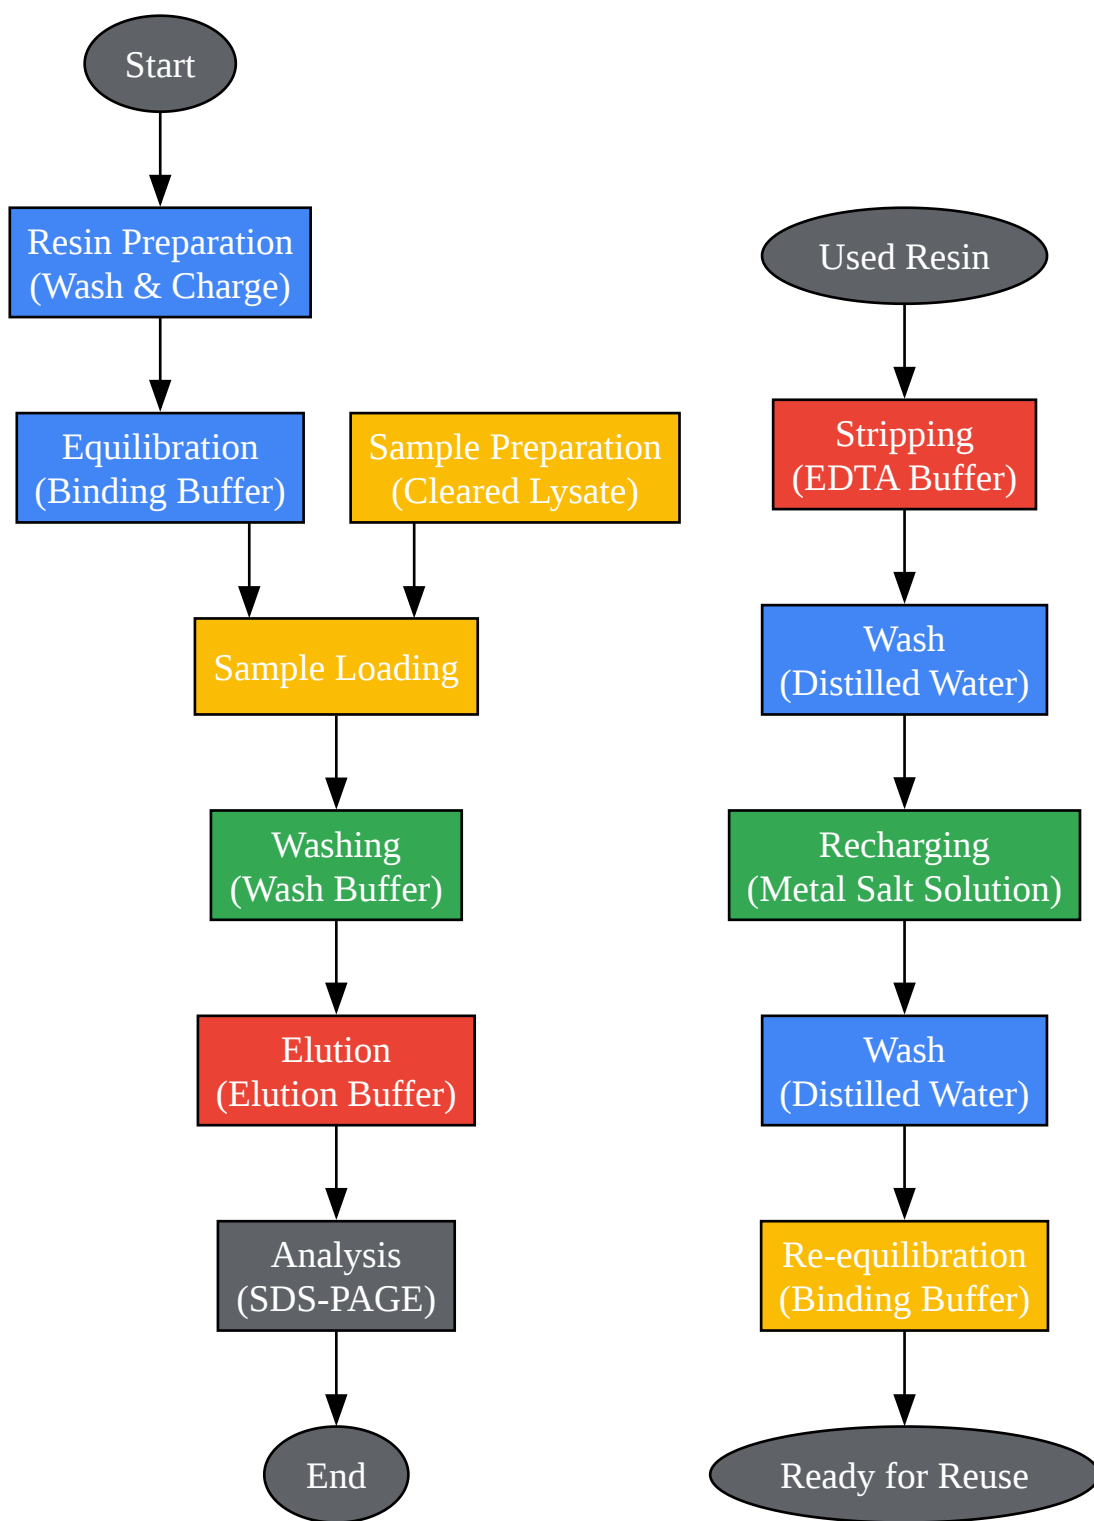 Start
Resin Preparation
(Wash & Charge)
Equilibration
(Binding Buffer)
Sample Preparation
(Cleared Lysate)
Sample Loading
Washing
(Wash Buffer)
Elution
(Elution Buffer)
Analysis
(SDS-PAGE)
End
Used Resin
Stripping
(EDTA Buffer)
Wash
(Distilled Water)
Recharging
(Metal Salt Solution)
Wash
(Distilled Water)
Re-equilibration
(Binding Buffer)
Ready for Reuse